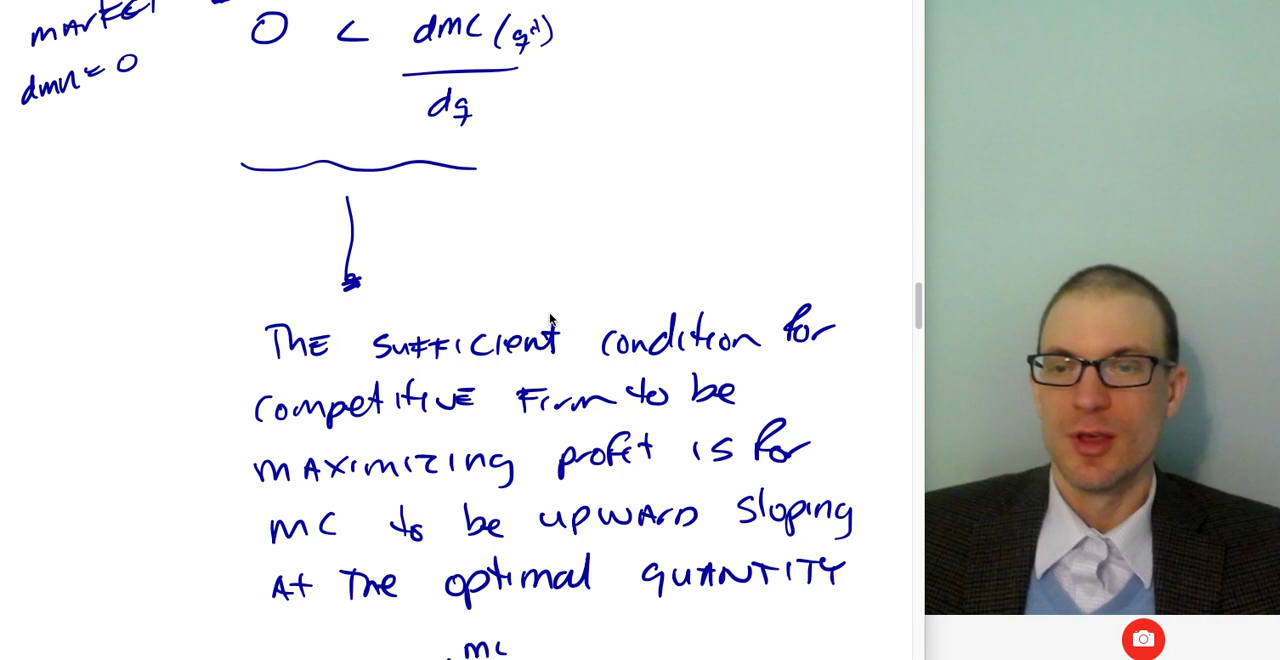 market
dmr = 0
0 < dmc (q*)
dq
The sufficient condition for
competitive firm to be
maximizing profit is for
mc to be upward sloping
At The optimal quantity
mc